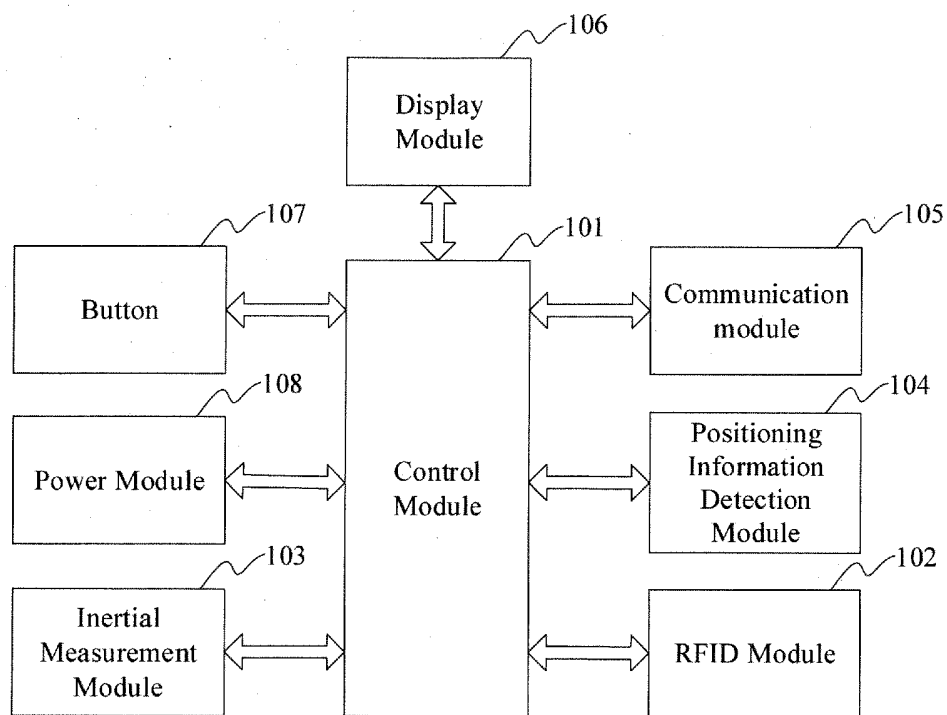 106
Display
Module
107
Button
101
105
Communication
module
108
Power Module
Control
Module
104
Positioning
Information
Detection
Module
103
Inertial
Measurement
Module
102
RFID Module